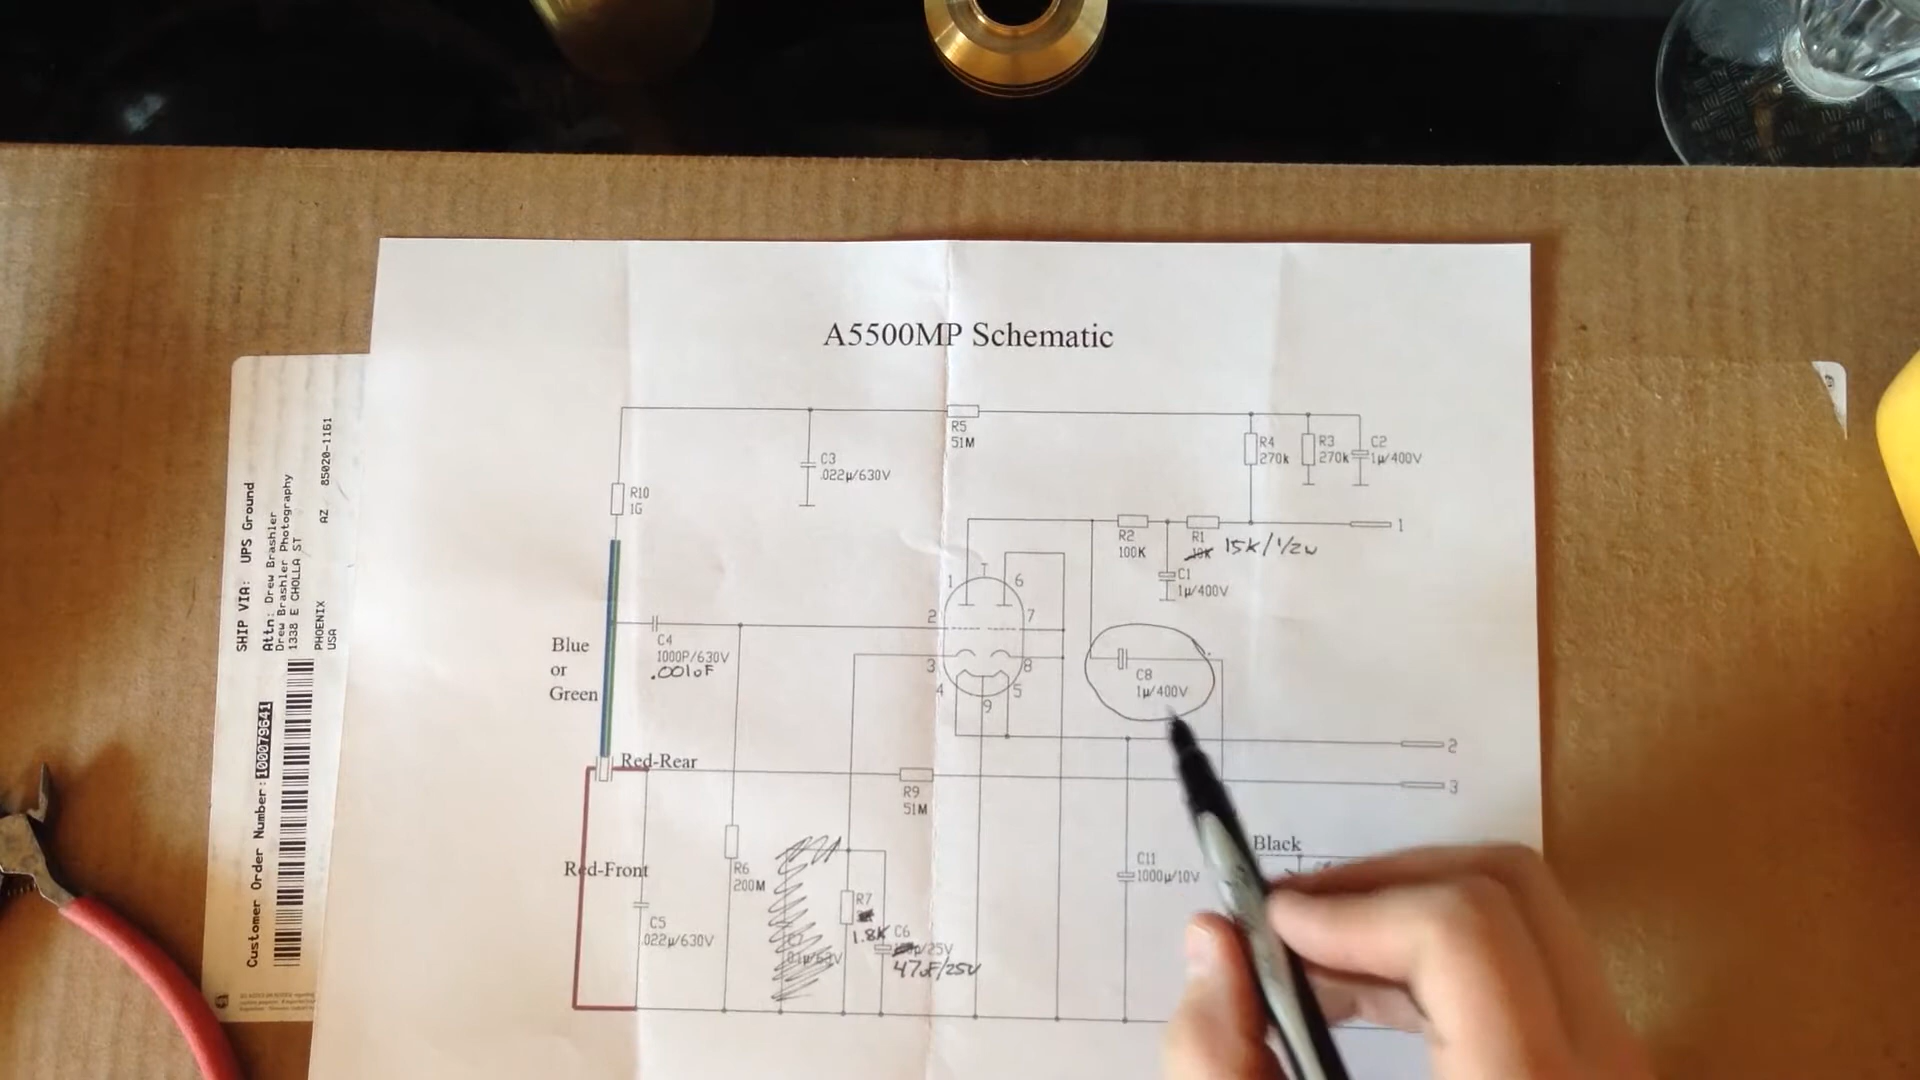 A5500MP Schematic
R5
51M
R4
270k
R3
270k
C2
1µ/400V
C3
.022µ/630V
R10
1G
1
R2
100K
R1
10K
15K/1/2W
C1
1µ/400V
1
6
2
7
3
8
4
5
9
C4
1000P/630V
.001uF
Blue
or
Green
C8
1µ/400V
2
3
Red-Rear
R9
51M
Red-Front
R6
200M
C5
.022µ/630V
R7
1.8K
C6
/25V
47uF/25V
C11
1000µ/10V
Black
SHIP VIA: UPS Ground
Attn: Drew Brashler
Drew Brashler Photography
1338 E CHOLLA ST
PHOENIX AZ 85020-1161
USA
Customer Order Number: 100079641